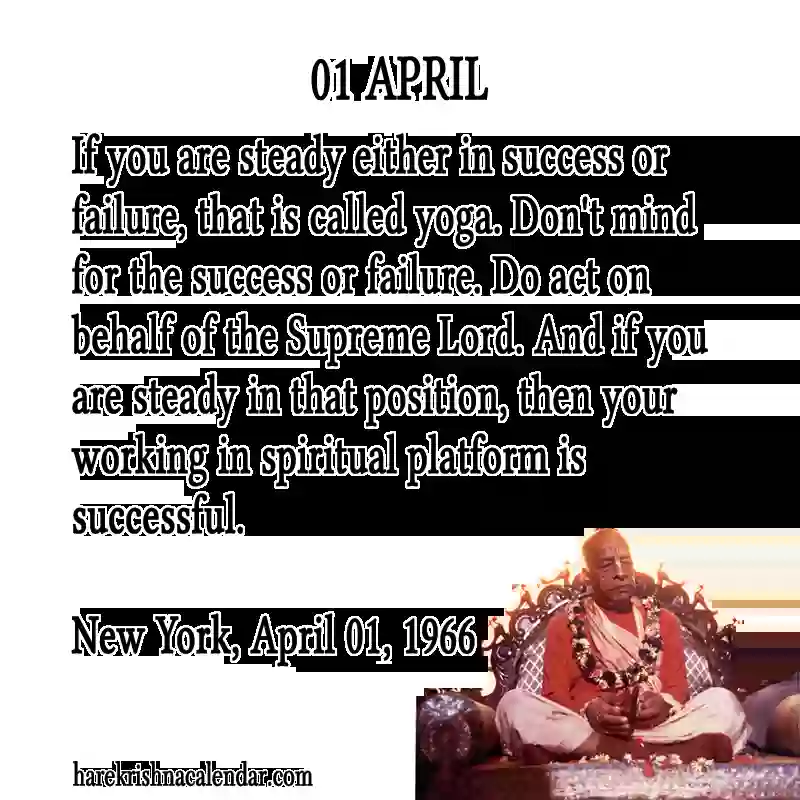 01 APRIL
If you are steady either in success or
failure, that is called yoga. Don't mind
for the success or failure. Do act on
behalf of the Supreme Lord. And if you
are steady in that position, then your
working in spiritual platform is
successful.
New York, April 01, 1966
harekrishnacalendar.com